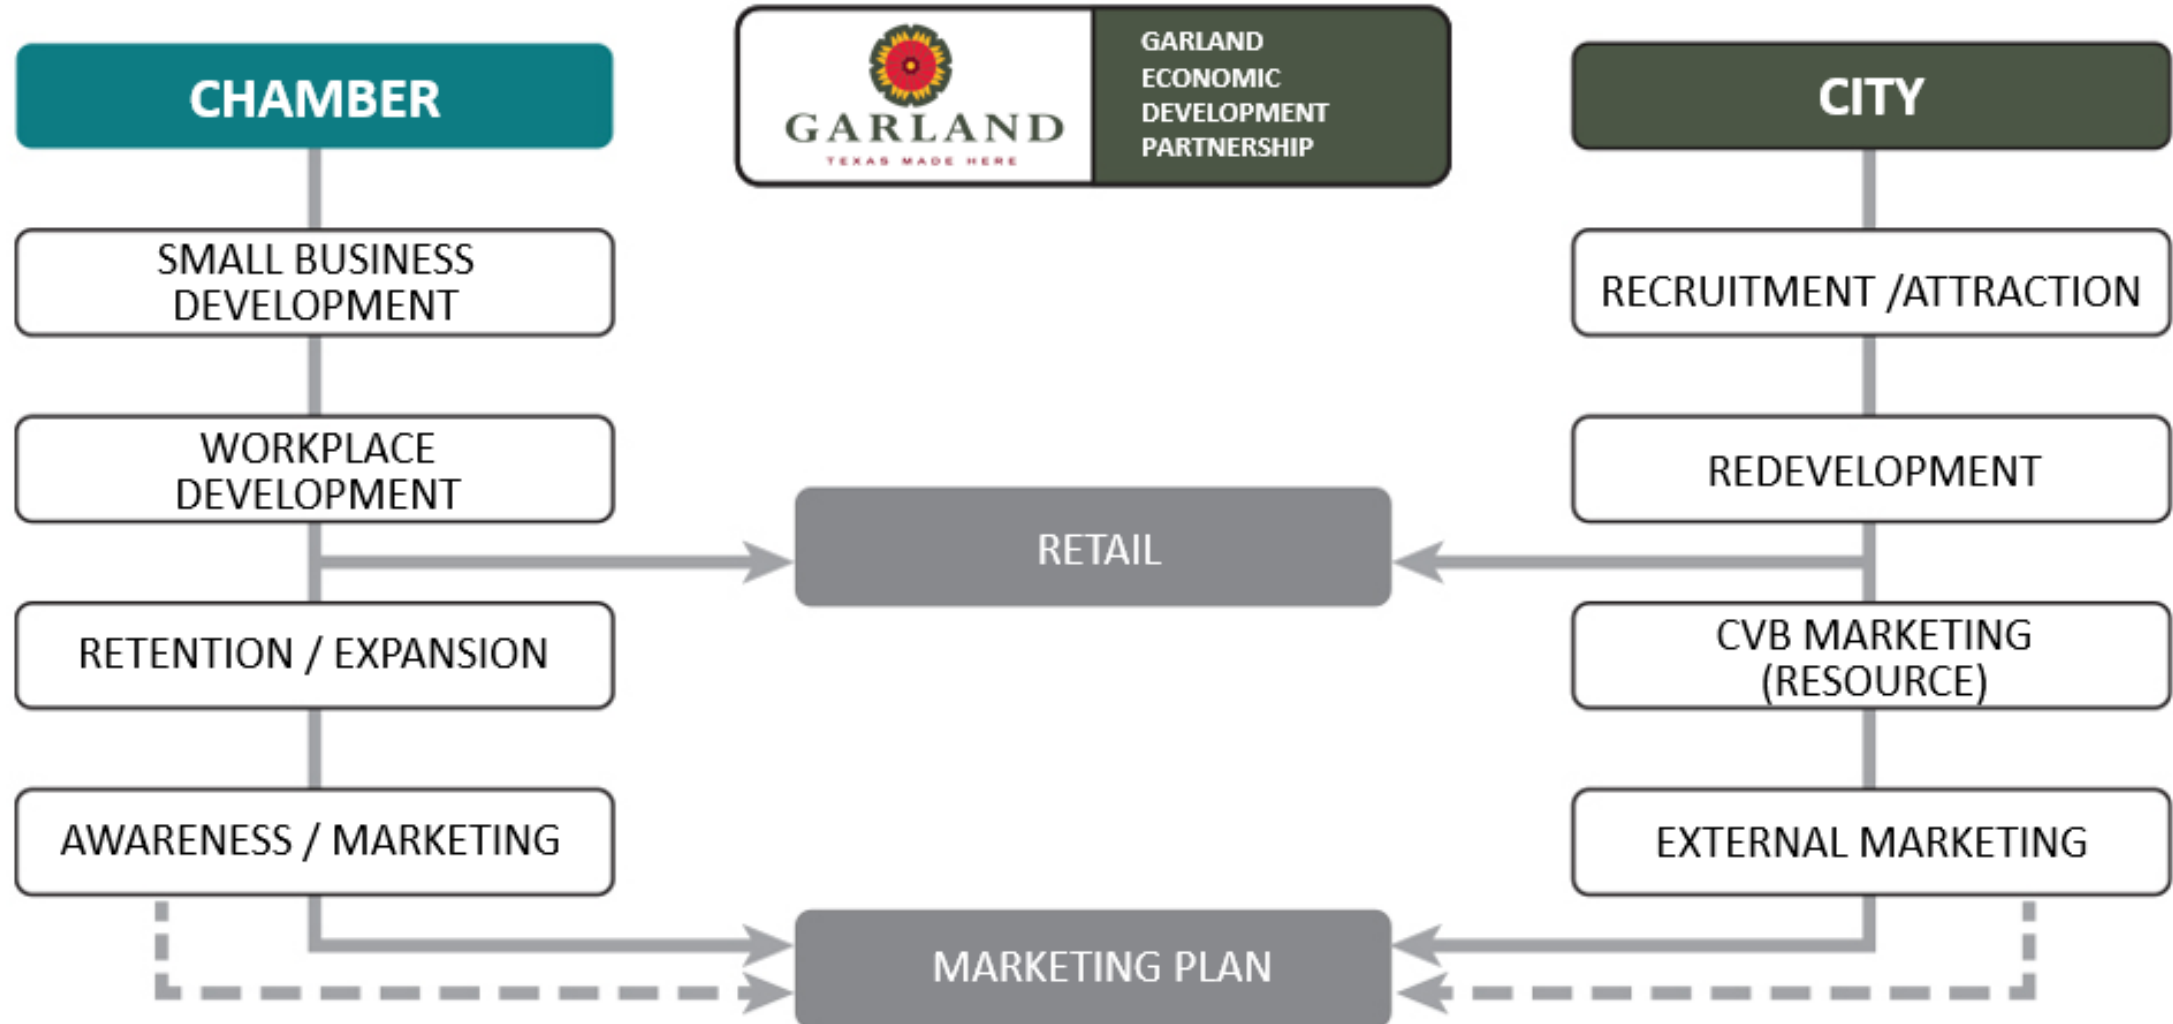 CHAMBER
GARLAND
TEXAS MADE HERE
GARLAND
ECONOMIC
DEVELOPMENT
PARTNERSHIP
CITY
SMALL BUSINESS
DEVELOPMENT
WORKPLACE
DEVELOPMENT
RETENTION / EXPANSION
AWARENESS / MARKETING
RETAIL
MARKETING PLAN
RECRUITMENT /ATTRACTION
REDEVELOPMENT
CVB MARKETING
(RESOURCE)
EXTERNAL MARKETING